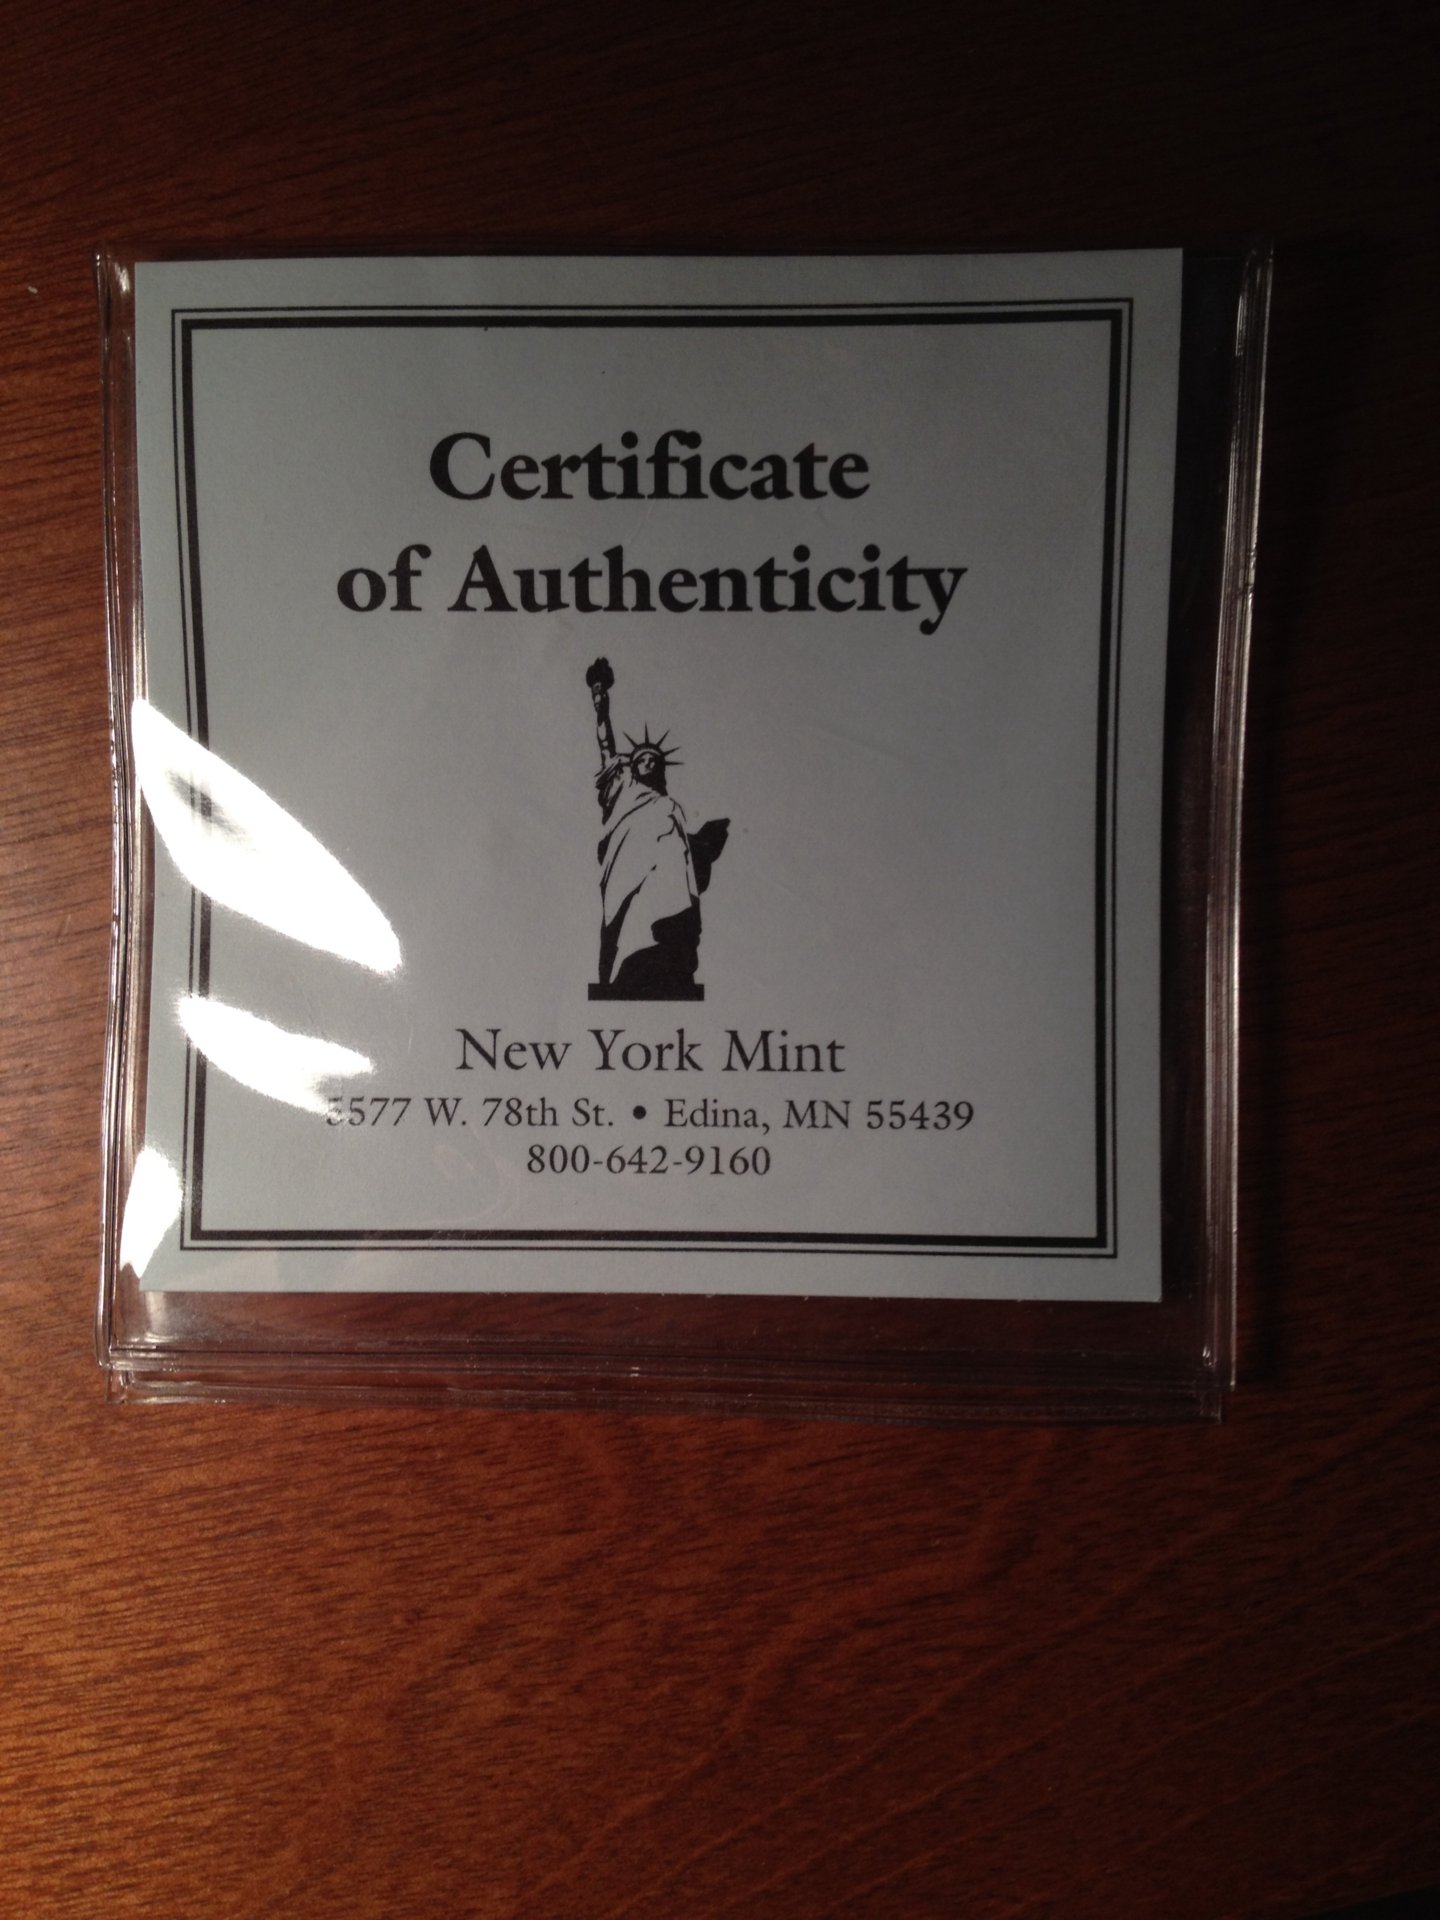 Certificate
of Authenticity
New York Mint
5577 W. 78th St. • Edina, MN 55439
800-642-9160